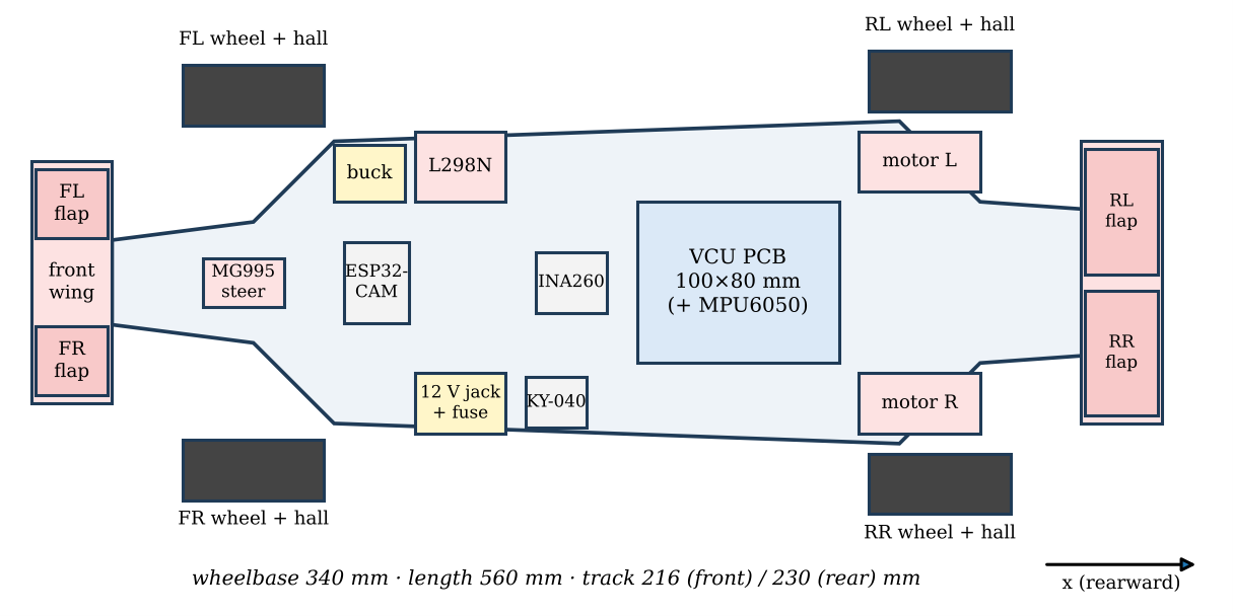 FL wheel + hall
RL wheel + hall
buck
L298N
motor L
FL
flap
RL
flap
front
wing
MG995
steer
ESP32-
CAM
INA260
VCU PCB
100×80 mm
(+ MPU6050)
FR
flap
RR
flap
12 V jack
+ fuse
KY-040
motor R
FR wheel + hall
RR wheel + hall
wheelbase 340 mm · length 560 mm · track 216 (front) / 230 (rear) mm
x (rearward)